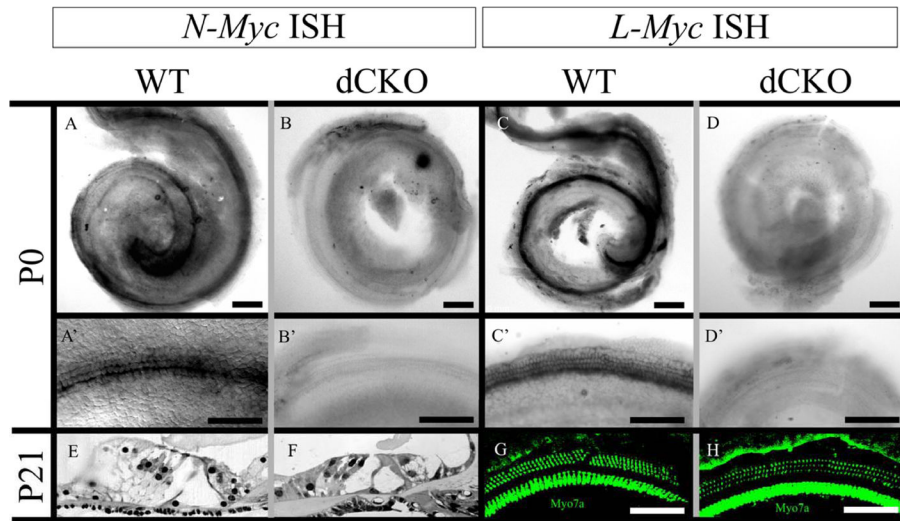 N-Myc ISH L-Myc ISH
WT dCKO WT dCKO
P0
A B C D
A' B' C' D'
P21
E F G H
Myo7a Myo7a